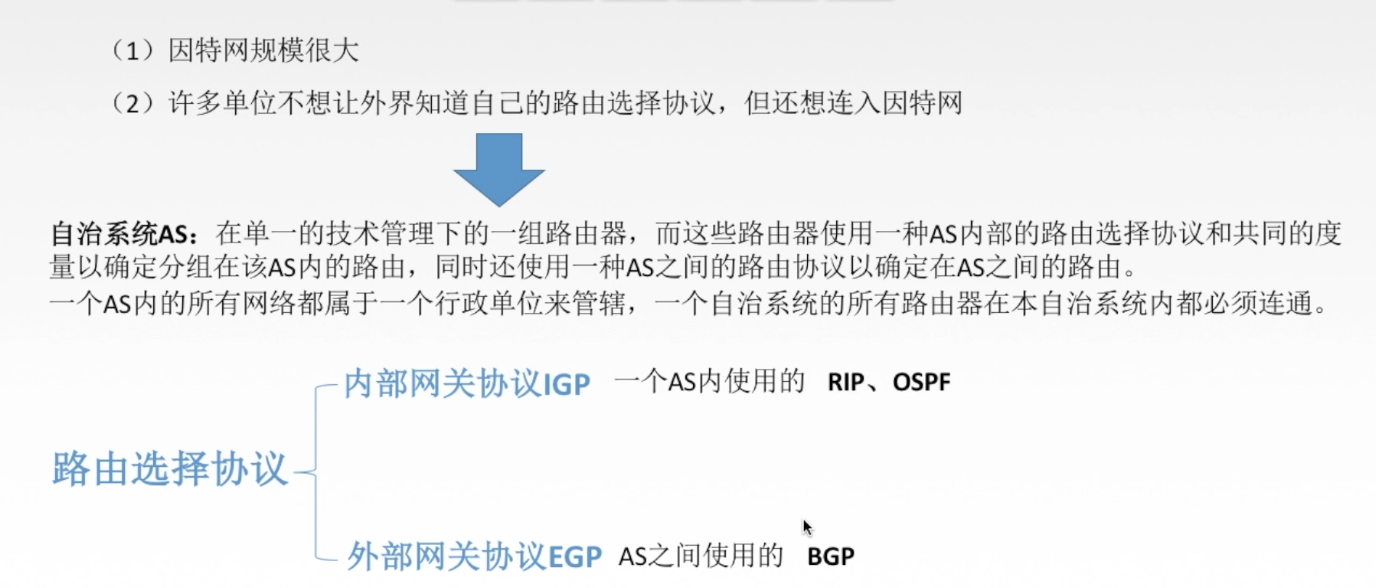 （1）因特网规模很大
（2）许多单位不想让外界知道自己的路由选择协议，但还想连入因特网
自治系统AS：在单一的技术管理下的一组路由器，而这些路由器使用一种AS内部的路由选择协议和共同的度
量以确定分组在该AS内的路由，同时还使用一种AS之间的路由协议以确定在AS之间的路由。
一个AS内的所有网络都属于一个行政单位来管辖，一个自治系统的所有路由器在本自治系统内都必须连通。
内部网关协议IGP 一个AS内使用的 RIP、OSPF
路由选择协议
外部网关协议EGP AS之间使用的 BGP